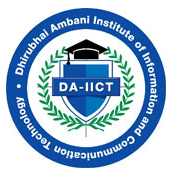 Dhirubhai Ambani Institute of Information and Communication Technology •
DA-IICT